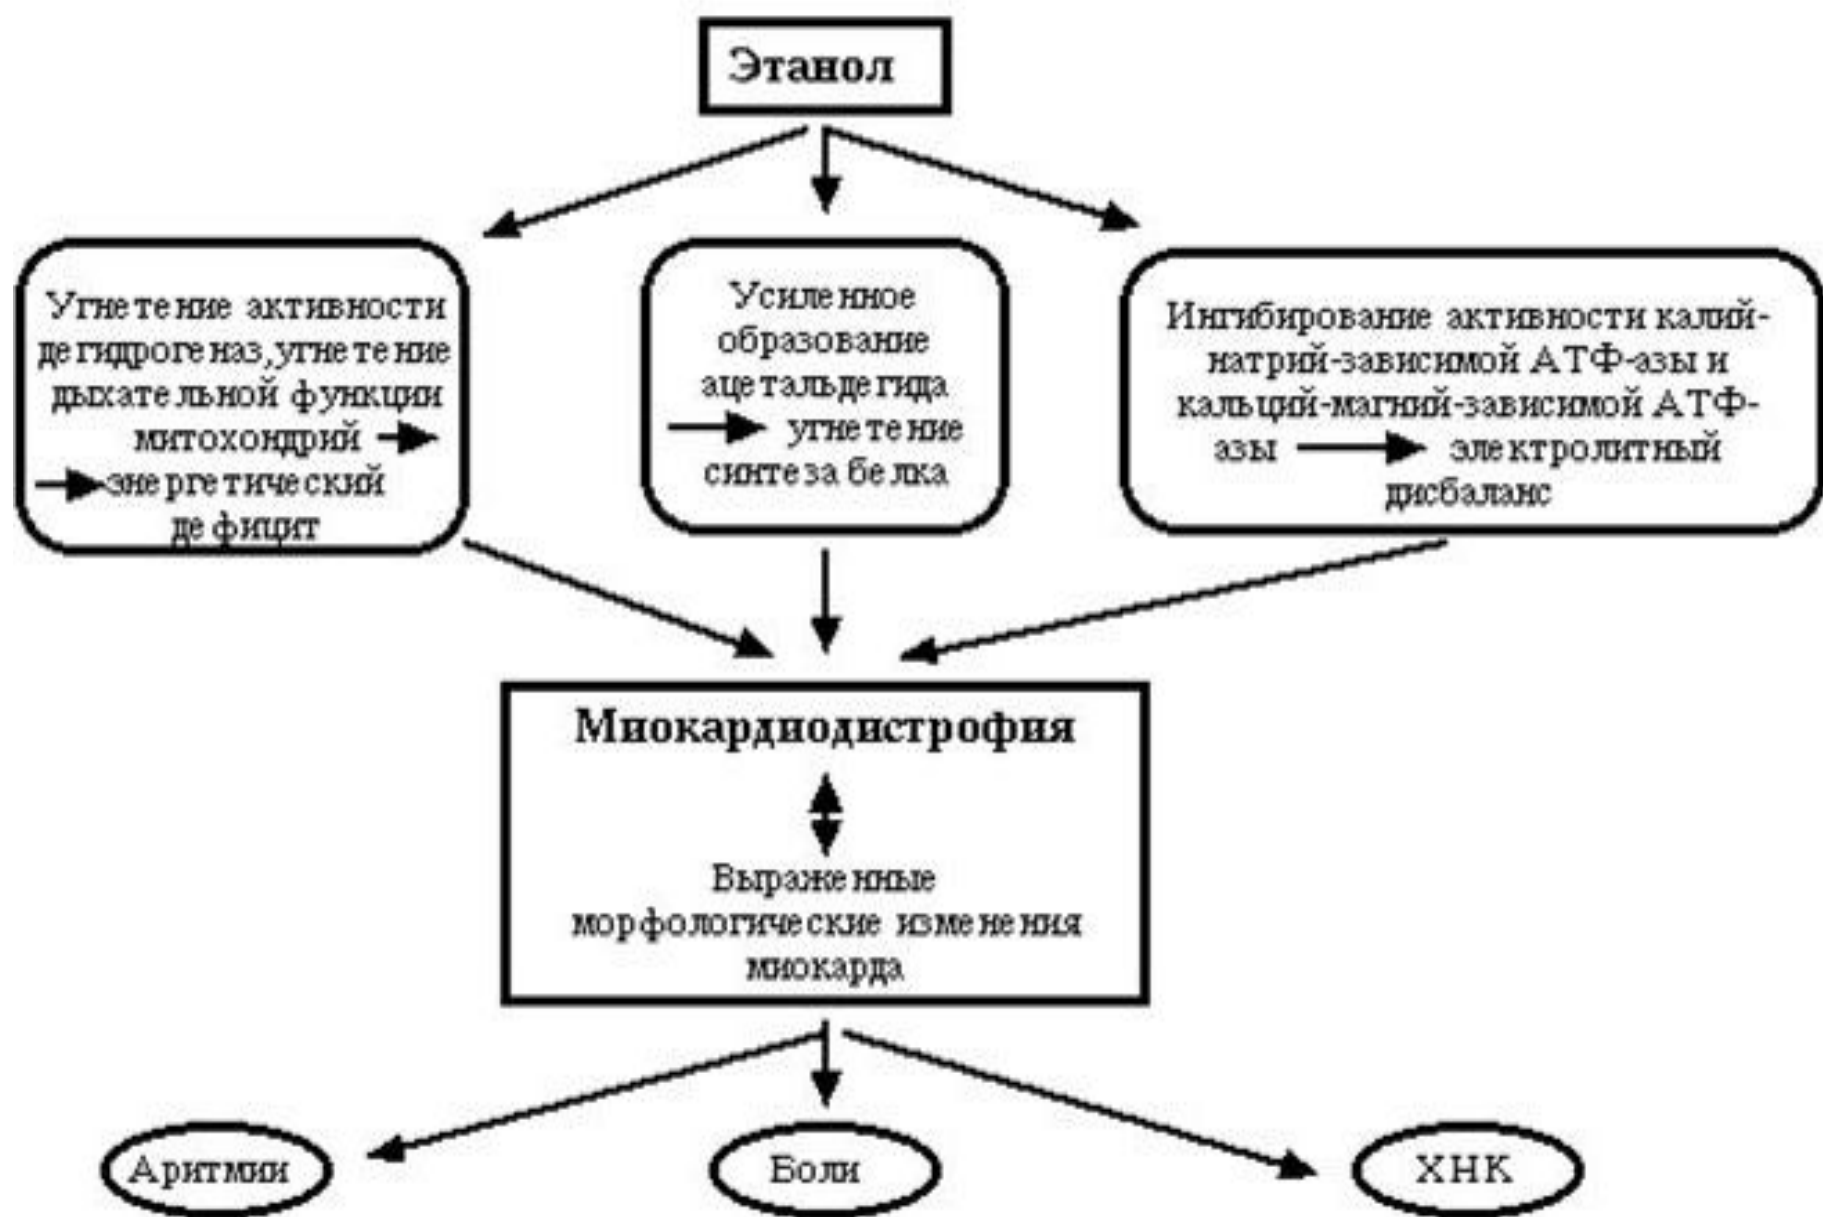 Этанол
Угнетение активности
дегидрогеназ,угнетение
дыхательной функции
митохондрий
энергетический
дефицит
Усиленное
образование
ацетальдегида
угнетение
синтеза белка
Ингибирование активности калий-
натрий-зависимой АТФ-азы и
кальций-магний-зависимой АТФ-
азы электролитный
дисбаланс
Миокардиодистрофия
Выраженные
морфологические изменения
миокарда
Аритмии
Боли
ХНК